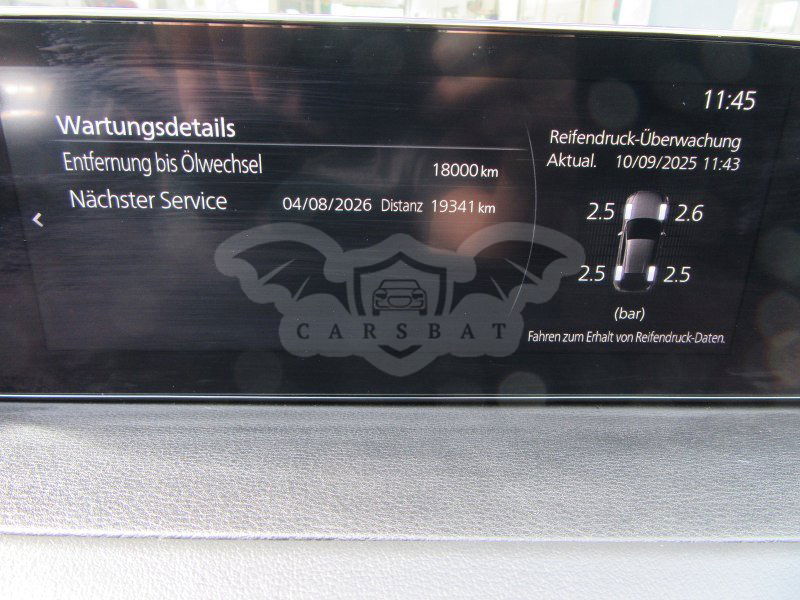 11:45
Wartungsdetails
Entfernung bis Ölwechsel 18000 km
Nächster Service 04/08/2026 Distanz 19341 km
Reifendruck-Überwachung
Aktual. 10/09/2025 11:43
2.5 2.6
2.5 2.5
(bar)
Fahren zum Erhalt von Reifendruck-Daten.
CARSBAT